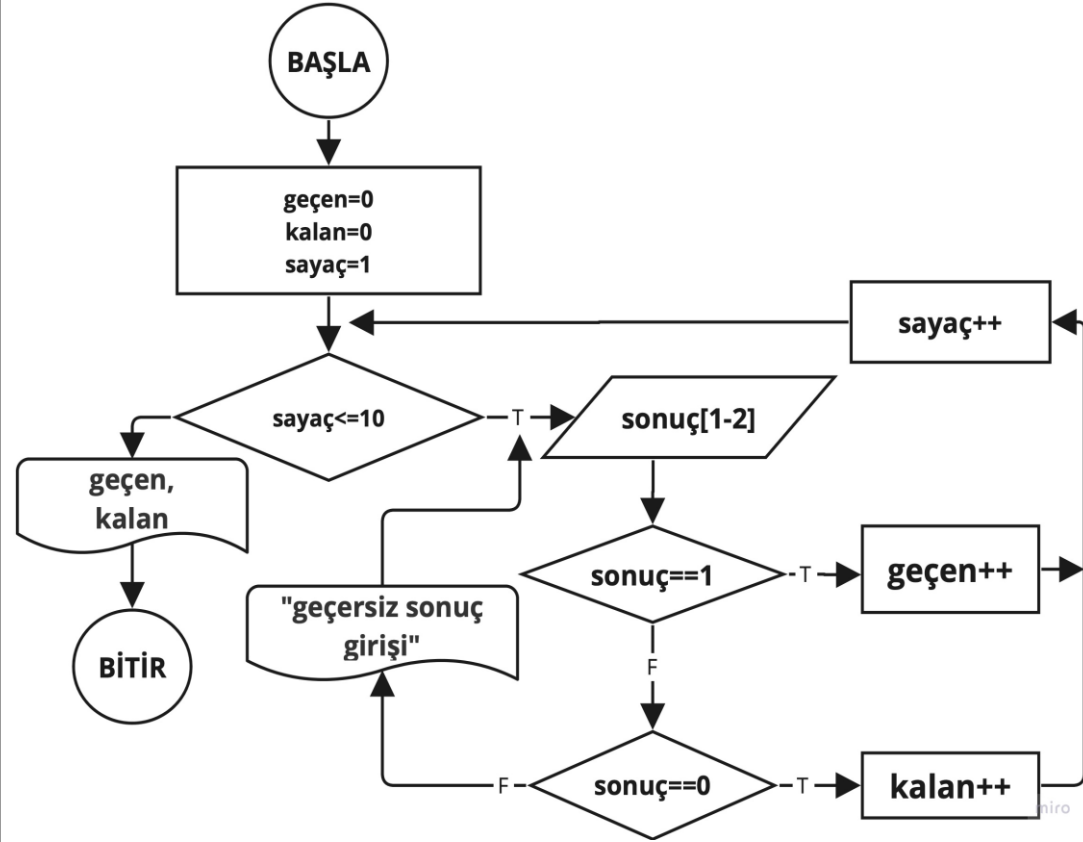 BAŞLA
geçen=0
kalan=0
sayaç=1
sayaç++
sayaç<=10
T
sonuç[1-2]
geçen,
kalan
sonuç==1
T
geçen++
"geçersiz sonuç
girişi"
BİTİR
F
sonuç==0
F
T
kalan++
miro